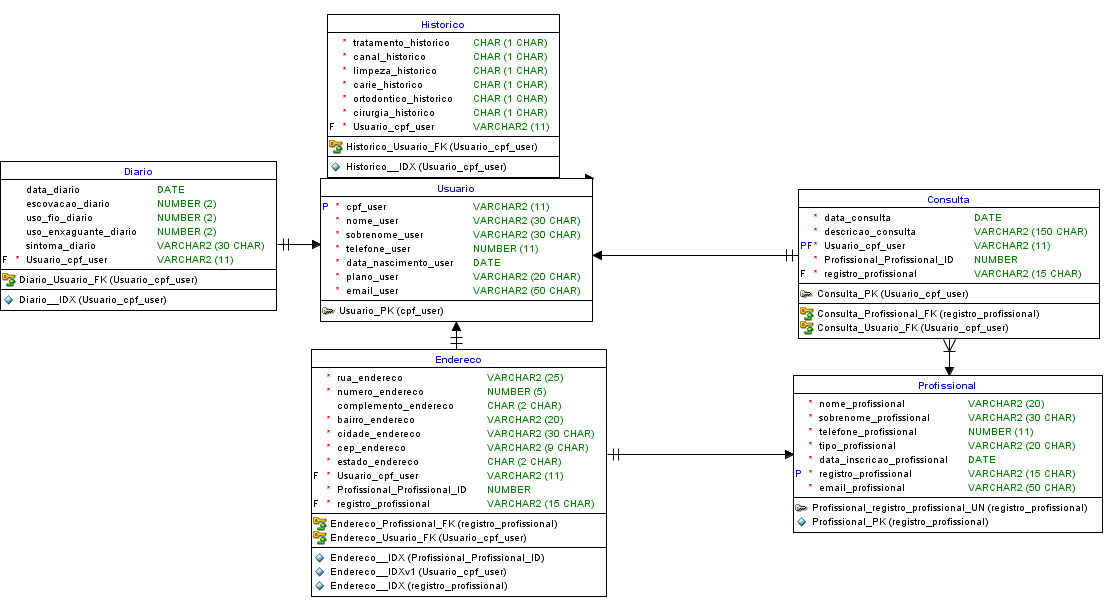 Historico
* tratamento_historico CHAR (1 CHAR)
* canal_historico CHAR (1 CHAR)
* limpeza_historico CHAR (1 CHAR)
* carie_historico CHAR (1 CHAR)
* ortodontico_historico CHAR (1 CHAR)
* cirurgia_historico CHAR (1 CHAR)
F * Usuario_cpf_user VARCHAR2 (11)
Historico_Usuario_FK (Usuario_cpf_user)
Historico__IDX (Usuario_cpf_user)
Diario
data_diario DATE
escovacao_diario NUMBER (2)
uso_fio_diario NUMBER (2)
uso_enxaguante_diario NUMBER (2)
sintoma_diario VARCHAR2 (30 CHAR)
F * Usuario_cpf_user VARCHAR2 (11)
Diario_Usuario_FK (Usuario_cpf_user)
Diario__IDX (Usuario_cpf_user)
Usuario
P * cpf_user VARCHAR2 (11)
* nome_user VARCHAR2 (30 CHAR)
* sobrenome_user VARCHAR2 (30 CHAR)
* telefone_user NUMBER (11)
* data_nascimento_user DATE
* plano_user VARCHAR2 (20 CHAR)
* email_user VARCHAR2 (50 CHAR)
Usuario_PK (cpf_user)
Consulta
* data_consulta DATE
* descricao_consulta VARCHAR2 (150 CHAR)
PF * Usuario_cpf_user VARCHAR2 (11)
* Profissional_Profissional_ID NUMBER
F * registro_profissional VARCHAR2 (15 CHAR)
Consulta_PK (Usuario_cpf_user)
Consulta_Profissional_FK (registro_profissional)
Consulta_Usuario_FK (Usuario_cpf_user)
Endereco
* rua_endereco VARCHAR2 (25)
* numero_endereco NUMBER (5)
complemento_endereco CHAR (2 CHAR)
* bairro_endereco VARCHAR2 (20)
* cidade_endereco VARCHAR2 (30 CHAR)
* cep_endereco VARCHAR2 (9 CHAR)
* estado_endereco CHAR (2 CHAR)
F * Usuario_cpf_user VARCHAR2 (11)
* Profissional_Profissional_ID NUMBER
F * registro_profissional VARCHAR2 (15 CHAR)
Endereco_Profissional_FK (registro_profissional)
Endereco_Usuario_FK (Usuario_cpf_user)
Endereco__IDX (Profissional_Profissional_ID)
Endereco__IDXv1 (Usuario_cpf_user)
Endereco__IDX (registro_profissional)
Profissional
* nome_profissional VARCHAR2 (20)
* sobrenome_profissional VARCHAR2 (30 CHAR)
* telefone_profissional NUMBER (11)
* tipo_profissional VARCHAR2 (20 CHAR)
* data_inscricao_profissional DATE
P * registro_profissional VARCHAR2 (15 CHAR)
* email_profissional VARCHAR2 (50 CHAR)
Profissional_registro_profissional_UN (registro_profissional)
Profissional_PK (registro_profissional)